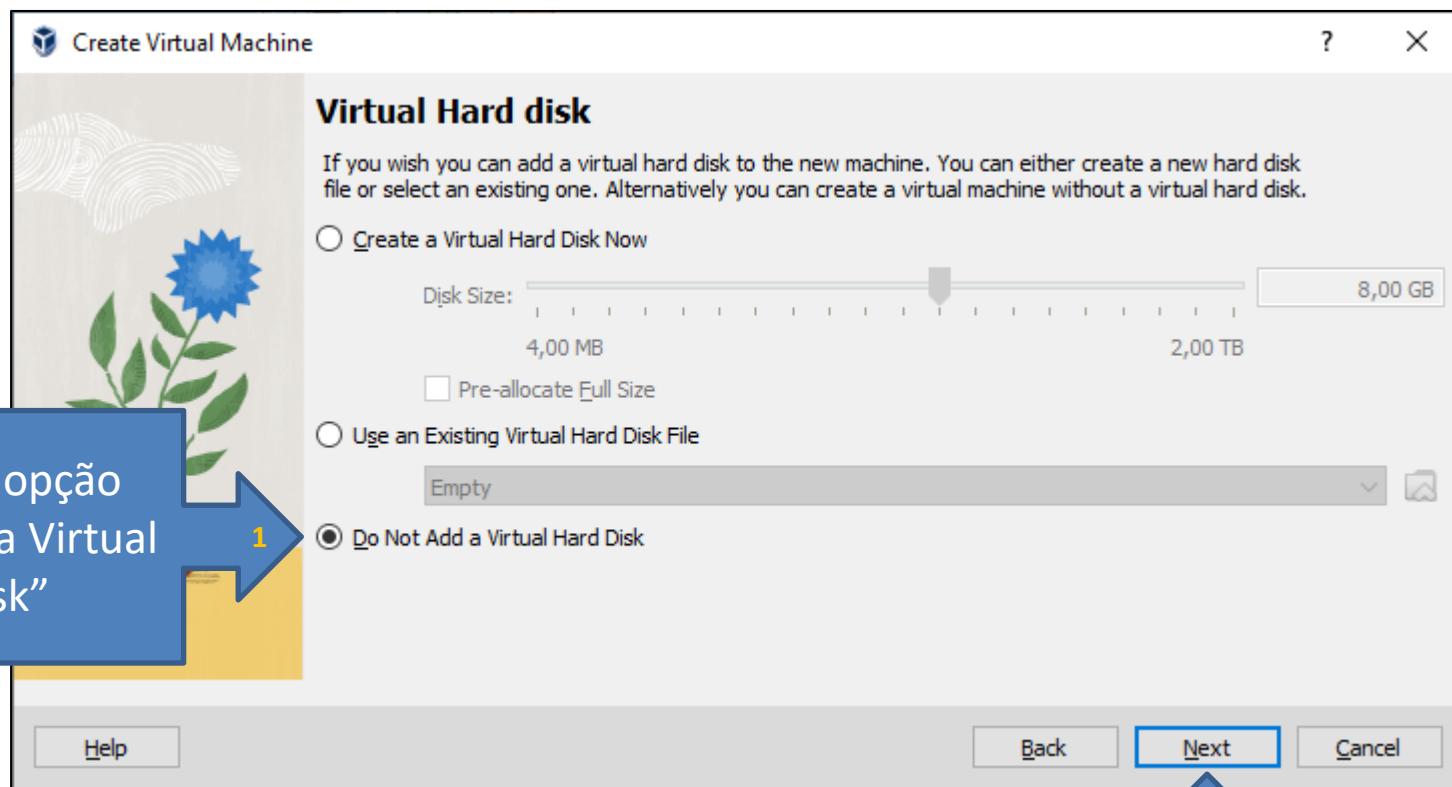 Create Virtual Machine
Virtual Hard disk
If you wish you can add a virtual hard disk to the new machine. You can either create a new hard disk
file or select an existing one. Alternatively you can create a virtual machine without a virtual hard disk.
Create a Virtual Hard Disk Now
Disk Size:
8,00 GB
4,00 MB
2,00 TB
Pre-allocate Full Size
Use an Existing Virtual Hard Disk File
Empty
opção
a Virtual
sk”
1
Do Not Add a Virtual Hard Disk
Help
Back
Next
Cancel